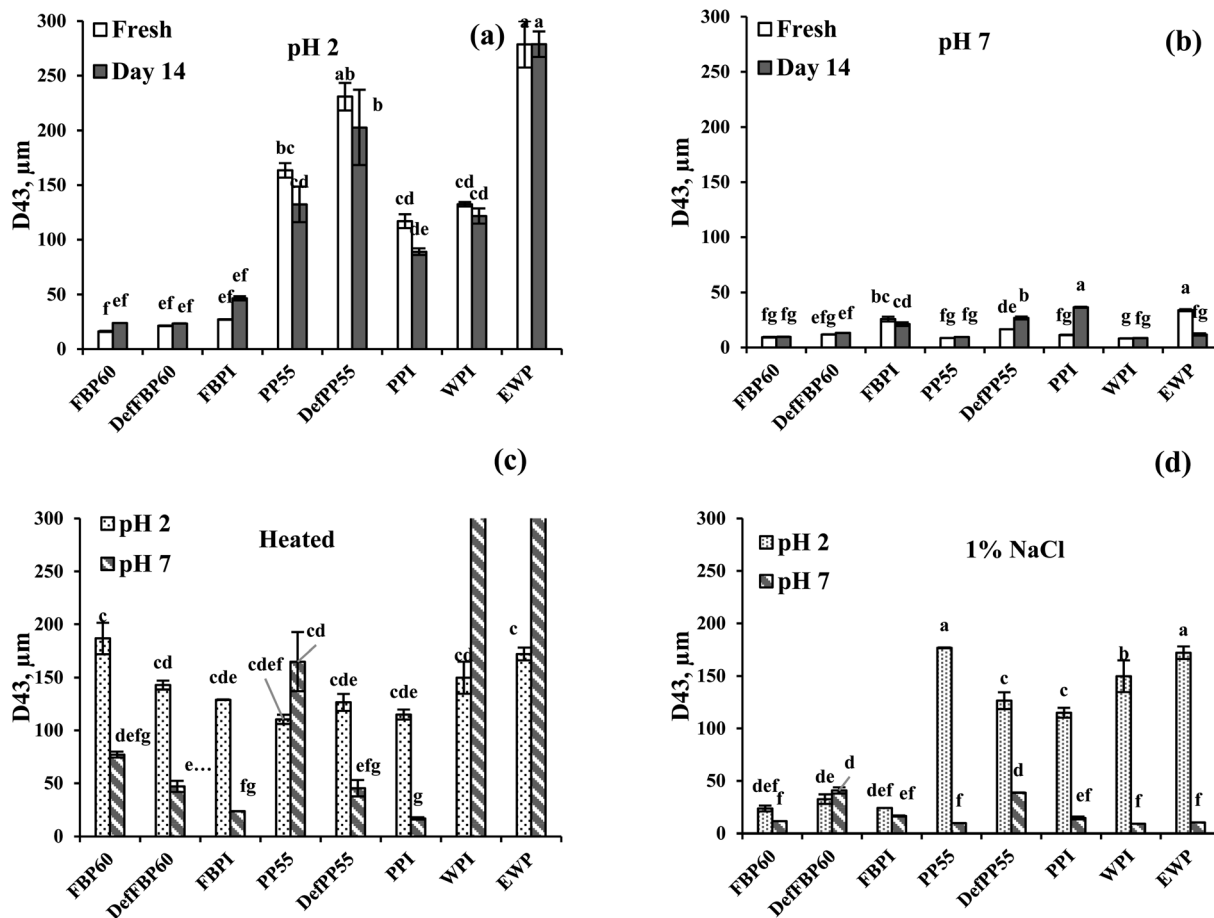 (a)
pH 2
Fresh
Day 14
D43, µm
300
250
200
150
100
50
0
f ef ef ef ef ef bc cd ab b cd de cd cd a a
FBP60 DefFBP60 FBPI PP55 DefPP55 PPI WPI EWP
(b)
pH 7
Fresh
Day 14
D43, µm
300
250
200
150
100
50
0
fg fg efg ef bc cd fg fg de b fg a g fg a fg
FBP60 DefFBP60 FBPI PP55 DefPP55 PPI WPI EWP
(c)
Heated
pH 2
pH 7
D43, µm
300
250
200
150
100
50
0
c defg cd e… cde fg cdef cd cde efg cde g cd c
FBP60 DefFBP60 FBPI PP55 DefPP55 PPI WPI EWP
(d)
1% NaCl
pH 2
pH 7
D43, µm
300
250
200
150
100
50
0
def f de d def ef a f c d c ef b f a f
FBP60 DefFBP60 FBPI PP55 DefPP55 PPI WPI EWP